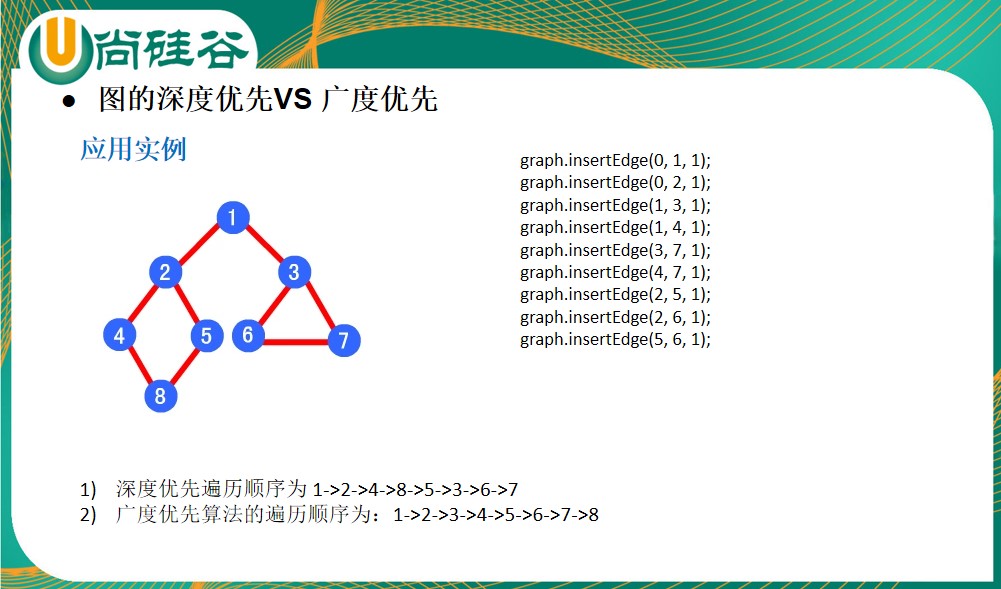 尚硅谷
● 图的深度优先VS 广度优先
应用实例
graph.insertEdge(0, 1, 1);
graph.insertEdge(0, 2, 1);
graph.insertEdge(1, 3, 1);
graph.insertEdge(1, 4, 1);
graph.insertEdge(3, 7, 1);
graph.insertEdge(4, 7, 1);
graph.insertEdge(2, 5, 1);
graph.insertEdge(2, 6, 1);
graph.insertEdge(5, 6, 1);
1
2 3
4 5 6 7
8
1) 深度优先遍历顺序为 1->2->4->8->5->3->6->7
2) 广度优先算法的遍历顺序为：1->2->3->4->5->6->7->8